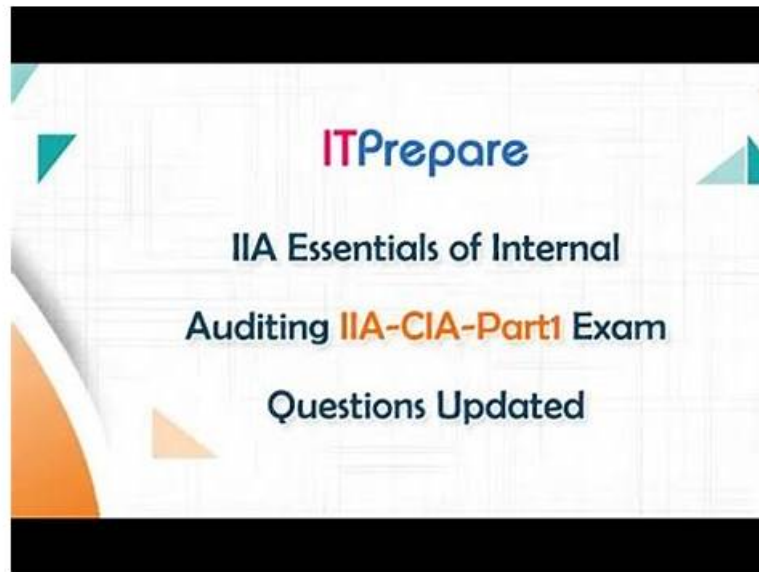 ITPrepare
IIA Essentials of Internal
Auditing IIA-CIA-Part1 Exam
Questions Updated